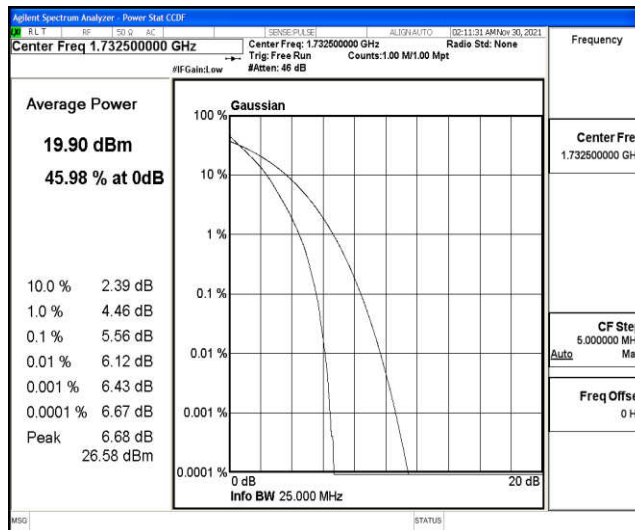 Agilent Spectrum Analyzer - Power Stat CCDF
R L T RF 50 Ω AC SENSE:PULSE ALIGN AUTO 02:11:31 AM Nov 30, 2021
Center Freq 1.732500000 GHz
Center Freq: 1.732500000 GHz Radio Std: None
Trig: Free Run Counts:1.00 M/1.00 Mpt
#IFGain:Low #Atten: 46 dB
Frequency
Average Power
19.90 dBm
45.98 % at 0dB
10.0 % 2.39 dB
1.0 % 4.46 dB
0.1 % 5.56 dB
0.01 % 6.12 dB
0.001 % 6.43 dB
0.0001 % 6.67 dB
Peak 6.68 dB
26.58 dBm
Gaussian
100 %
10 %
1 %
0.1 %
0.01 %
0.001 %
0.0001 %
0 dB 20 dB
Info BW 25.000 MHz
Center Fre
1.732500000 GH
CF Ste
5.000000 MH
Auto Ma
Freq Offse
0 H
MSG STATUS